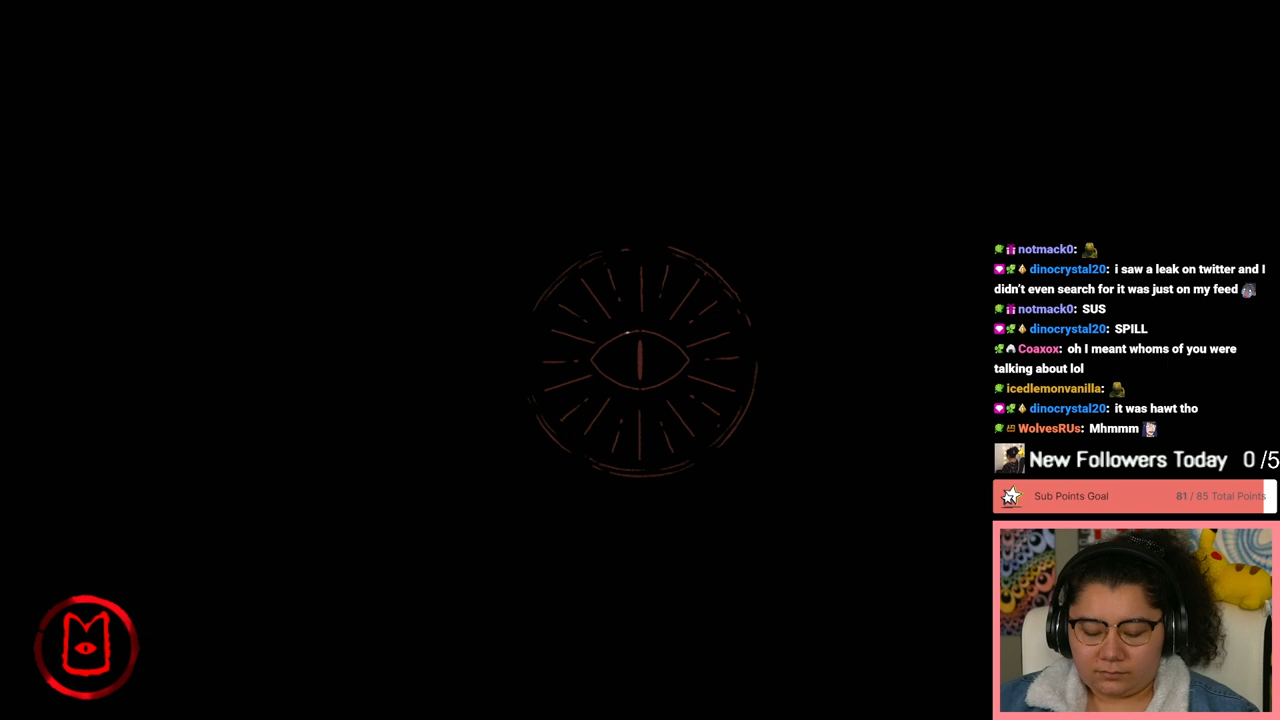 notmack0:
dinocrystal20: i saw a leak on twitter and I
didn't even search for it was just on my feed
notmack0: SUS
dinocrystal20: SPILL
Coaxox: oh I meant whoms of you were
talking about lol
icedlemonvanilla:
dinocrystal20: it was hawt tho
WolvesRUs: Mhmmm
New Followers Today 0 /5
Sub Points Goal 81 / 85 Total Points